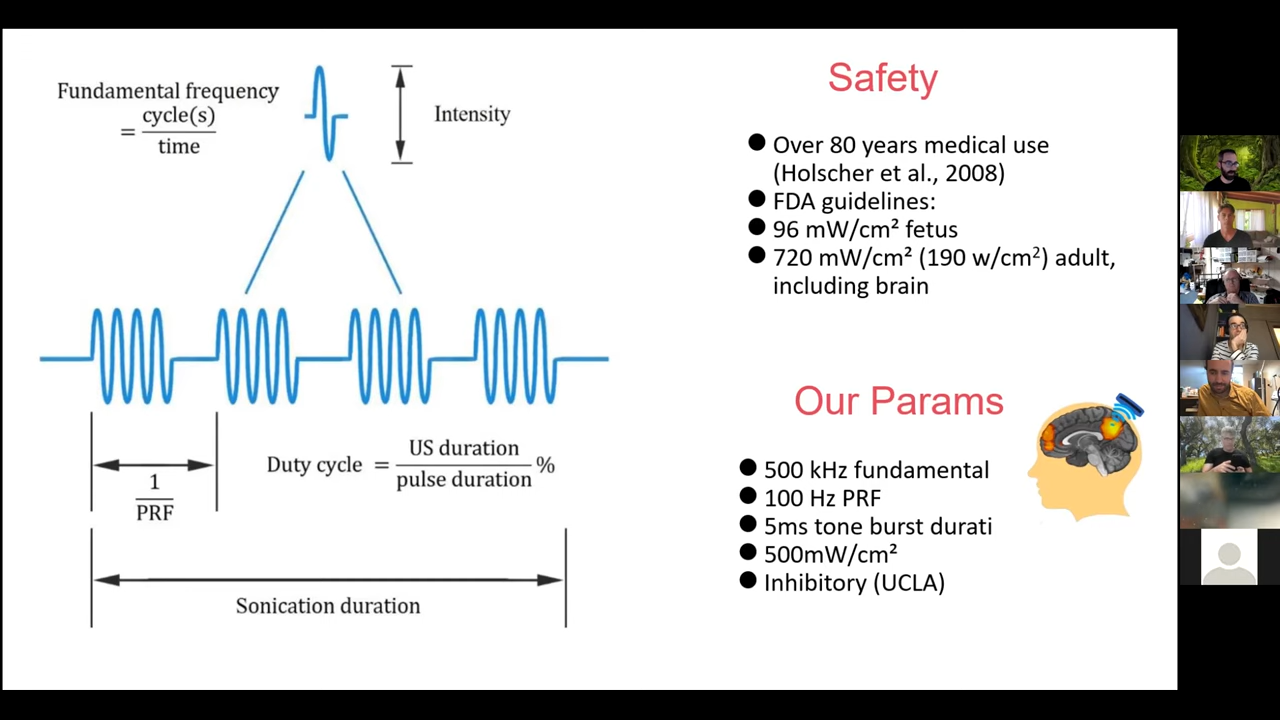 Fundamental frequency
= cycle(s)
time
Intensity
Duty cycle = US duration
pulse duration %
1
PRF
Sonication duration
Safety
● Over 80 years medical use
(Holscher et al., 2008)
● FDA guidelines:
● 96 mW/cm² fetus
● 720 mW/cm² (190 w/cm²) adult,
including brain
Our Params
● 500 kHz fundamental
● 100 Hz PRF
● 5ms tone burst durati
● 500mW/cm²
● Inhibitory (UCLA)